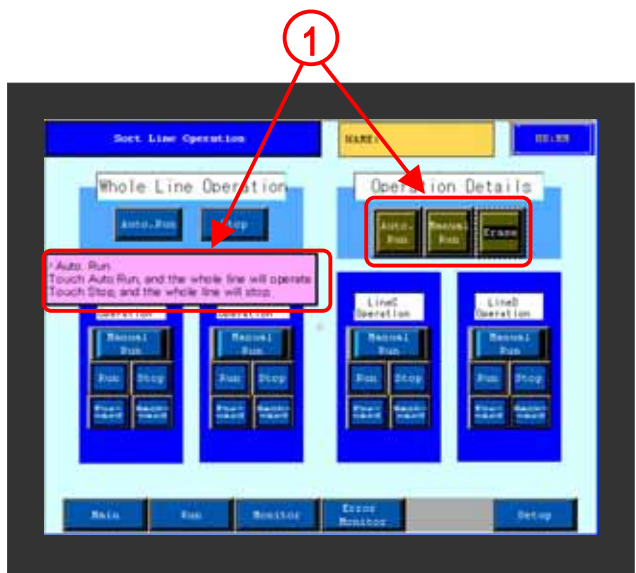 1
Sort Line Operation
NAME:
HH:MM
Whole Line Operation
Operation Details
Auto.Run
Stop
Auto.
Run
Manual
Run
Erase
Auto. Run
Touch Auto Run, and the whole line will operate
Touch Stop, and the whole line will stop
Operation
Operation
LineC
Operation
LineD
Operation
Manual
Run
Manual
Run
Manual
Run
Manual
Run
Run
Stop
Run
Stop
Run
Stop
Run
Stop
Main
Run
Monitor
Error
Monitor
Setup